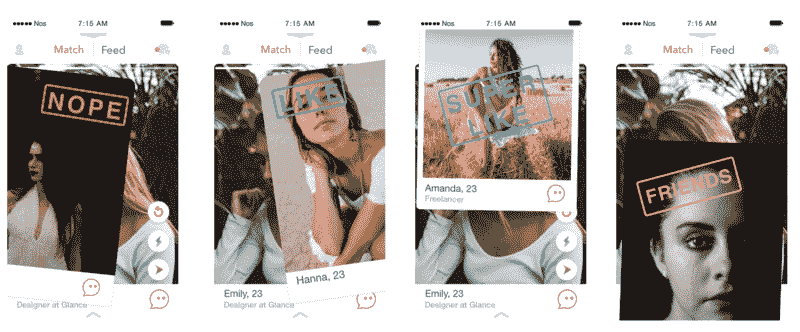 ●●●●● Nos 7:15 AM
Match Feed
NOPE
Designer at Glance
●●●●● Nos 7:15 AM
Match Feed
LIKE
Hanna, 23
Emily, 23
Designer at Glance
●●●●● Nos 7:15 AM
SUPER
LIKE
Amanda, 23
Freelancer
Emily, 23
Designer at Glance
●●●●● Nos 7:15 AM
Match Feed
FRIENDS